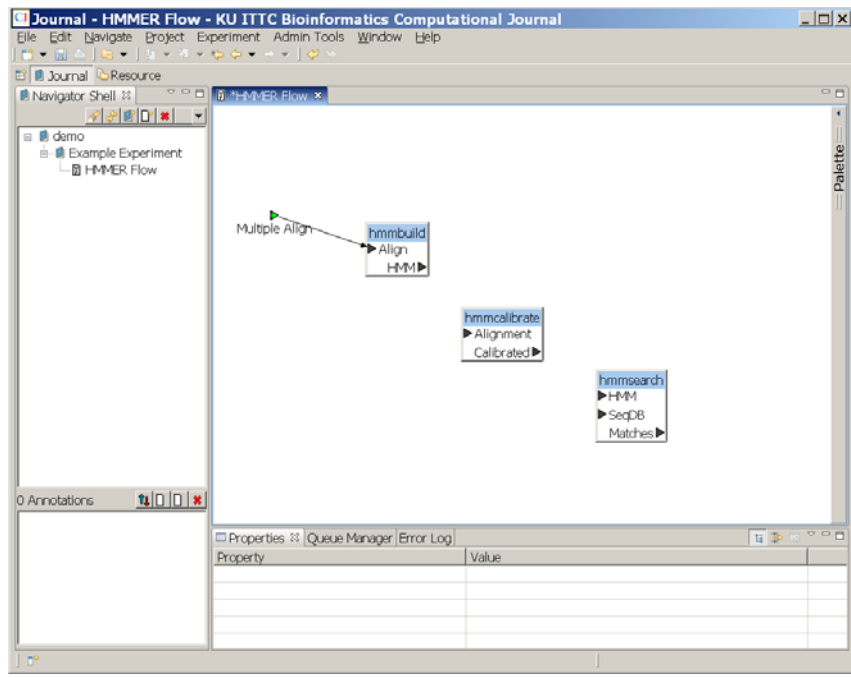 Journal - HMMER Flow - KU ITTC Bioinformatics Computational Journal
File Edit Navigate Project Experiment Admin Tools Window Help
Journal Resource
Navigator Shell
*HMMER Flow
demo
Example Experiment
HMMER Flow
Palette
Multiple Align
hmmbuild
Align
HMM
hmmcalibrate
Alignment
Calibrated
hmmsearch
HMM
SeqDB
Matches
0 Annotations
Properties Queue Manager Error Log
Property Value